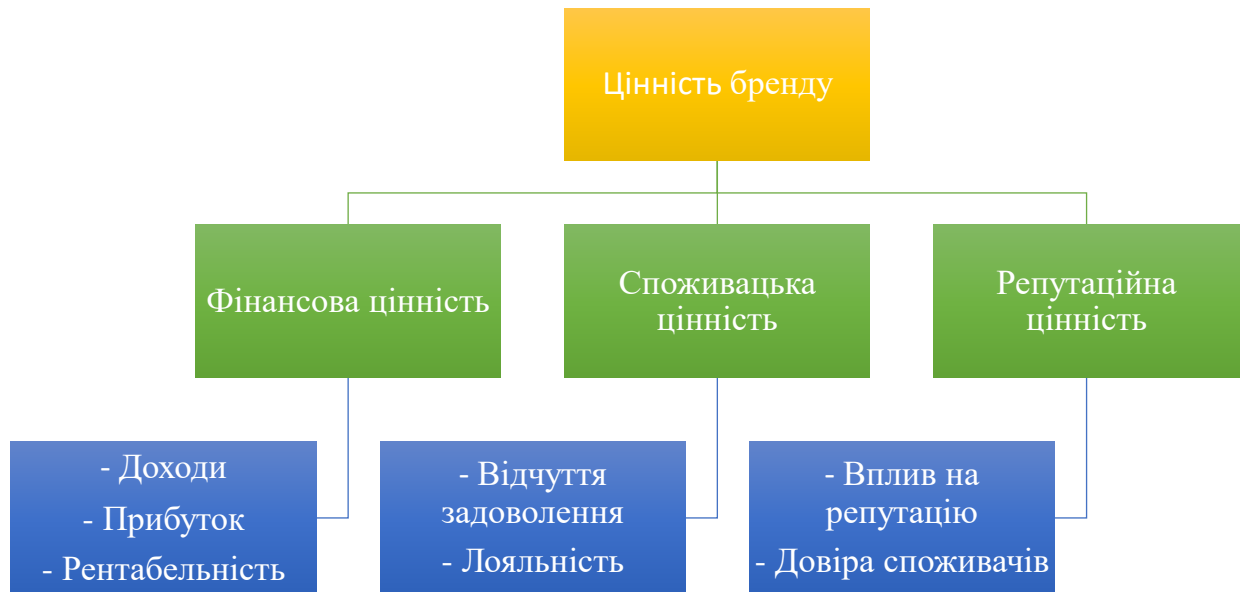 Цінність бренду
Фінансова цінність
Споживацька
цінність
Репутаційна
цінність
- Доходи
- Прибуток
- Рентабельність
- Відчуття
задоволення
- Лояльність
- Вплив на
репутацію
- Довіра споживачів